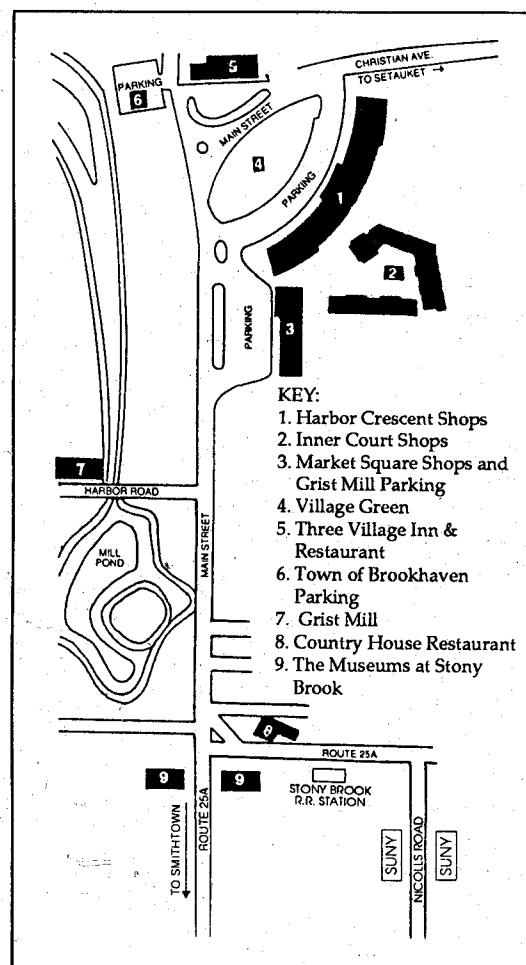 CHRISTIAN AVE.
TO SETAUKET →
5
PARKING
6
MAIN STREET
4
PARKING
1
2
PARKING
3
KEY:
1. Harbor Crescent Shops
2. Inner Court Shops
3. Market Square Shops and
Grist Mill Parking
4. Village Green
5. Three Village Inn &
Restaurant
6. Town of Brookhaven
Parking
7. Grist Mill
8. Country House Restaurant
9. The Museums at Stony
Brook
7
HARBOR ROAD
MILL
POND
MAIN STREET
8
ROUTE 25A
9
9
STONY BROOK
R.R. STATION
TO SMITHTOWN
ROUTE 25A
SUNY
NICOLLS ROAD
SUNY